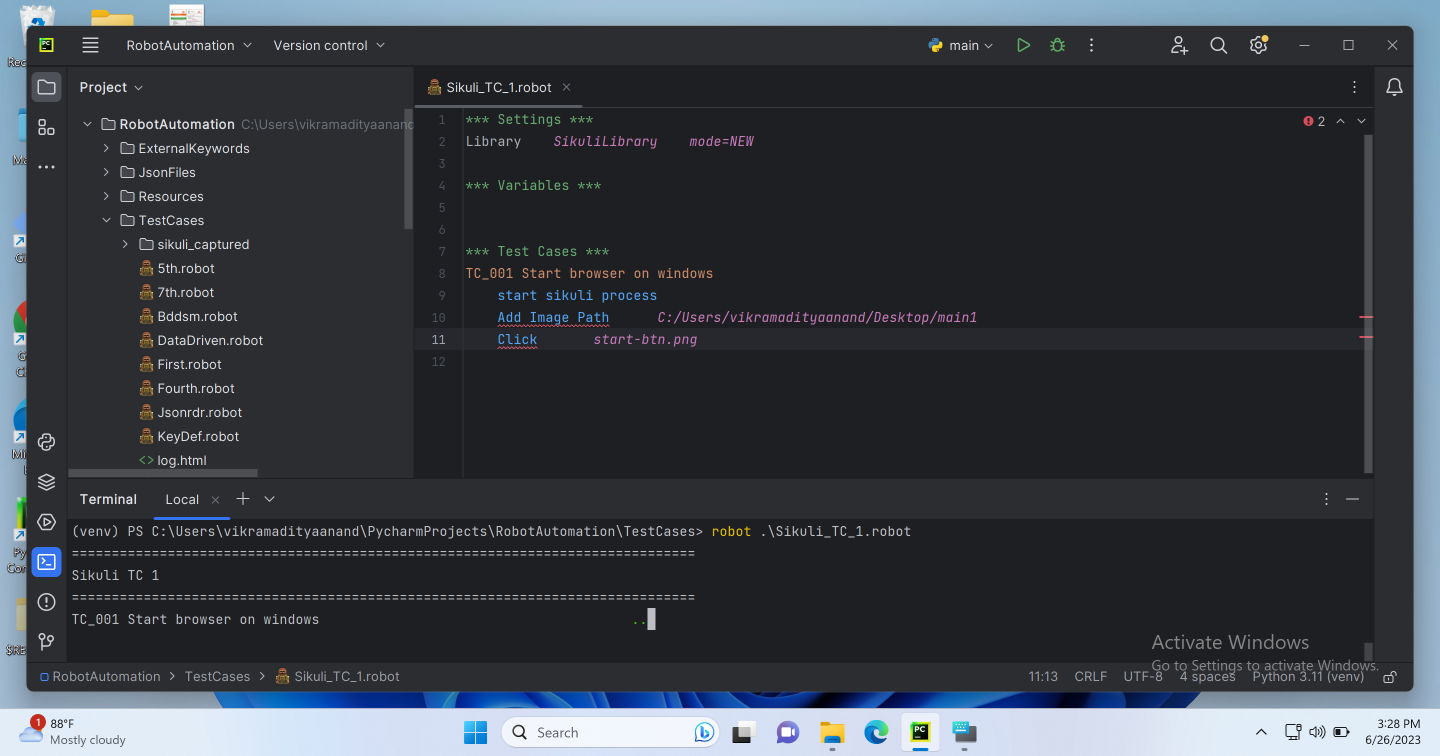 RobotAutomation
Version control
main
Project
Sikuli_TC_1.robot
RobotAutomation C:\Users\vikramadityaanand
ExternalKeywords
JsonFiles
Resources
TestCases
sikuli_captured
5th.robot
7th.robot
Bddsm.robot
DataDriven.robot
First.robot
Fourth.robot
Jsonrdr.robot
KeyDef.robot
<> log.html
1 *** Settings ***
2 Library SikuliLibrary mode=NEW
3
4 *** Variables ***
5
6
7 *** Test Cases ***
8 TC_001 Start browser on windows
9 start sikuli process
10 Add Image Path C:/Users/vikramadityaanand/Desktop/main1
11 Click start-btn.png
12
2
Terminal
Local
(venv) PS C:\Users\vikramadityaanand\PycharmProjects\RobotAutomation\TestCases> robot .\Sikuli_TC_1.robot
==============================================================================
Sikuli TC 1
==============================================================================
TC_001 Start browser on windows ..
Activate Windows
Go to Settings to activate Windows.
RobotAutomation > TestCases > Sikuli_TC_1.robot
11:13 CRLF UTF-8 4 spaces Python 3.11 (venv)
1
88°F
Mostly cloudy
Search
3:28 PM
6/26/2023